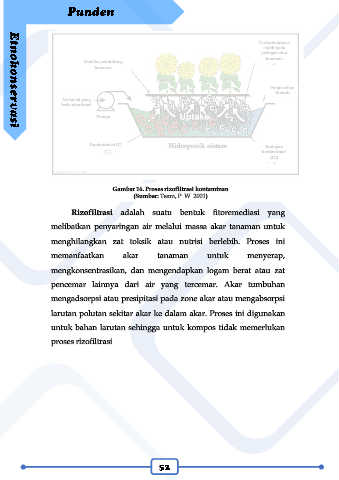 Punden
Etnokonservasi
Uptake
Pompa
Hidroponik sistem
Gambar 16. Proses rizofiltrasi kontaminan
Rizofiltrasi adalah suatu bentuk fitoremediasi yang
melibatkan penyaringan air melalui massa akar tanaman untuk
menghilangkan zat toksik atau nutrisi berlebih. Proses ini
memanfaatkan akar tanaman untuk menyerap,
mengkonsentrasikan, dan mengendapkan logam berat atau zat
pencemar lainnya dari air yang tercemar. Akar tumbuhan
mengadsorpsi atau presipitasi pada zone akar atau mengabsorpsi
larutan polutan sekitar akar ke dalam akar. Proses ini digunakan
untuk bahan larutan sehingga untuk kompos tidak memerlukan
proses rizofiltrasi
52